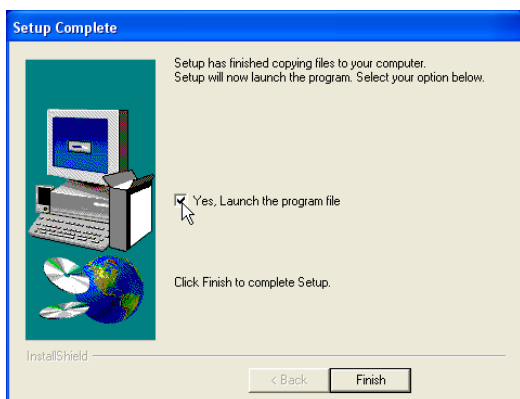 Setup Complete
Setup has finished copying files to your computer.
Setup will now launch the program. Select your option below.
Yes, Launch the program file
Click Finish to complete Setup.
InstallShield
< Back
Finish